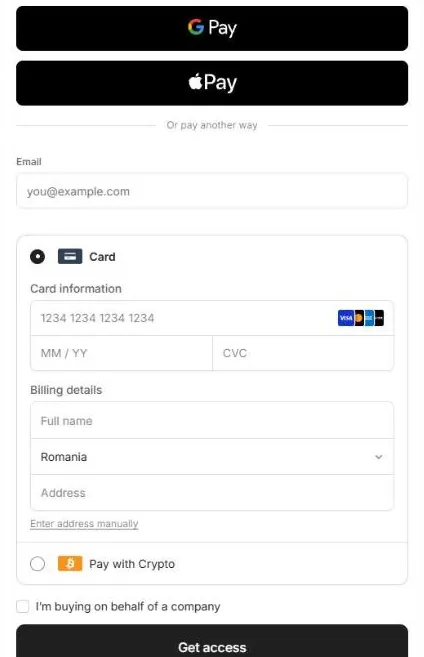 G Pay
Pay
Or pay another way
Email
you@example.com
Card
Card information
1234 1234 1234 1234 VISA
MM / YY CVC
Billing details
Full name
Romania
Address
Enter address manually
Pay with Crypto
I'm buying on behalf of a company
Get access